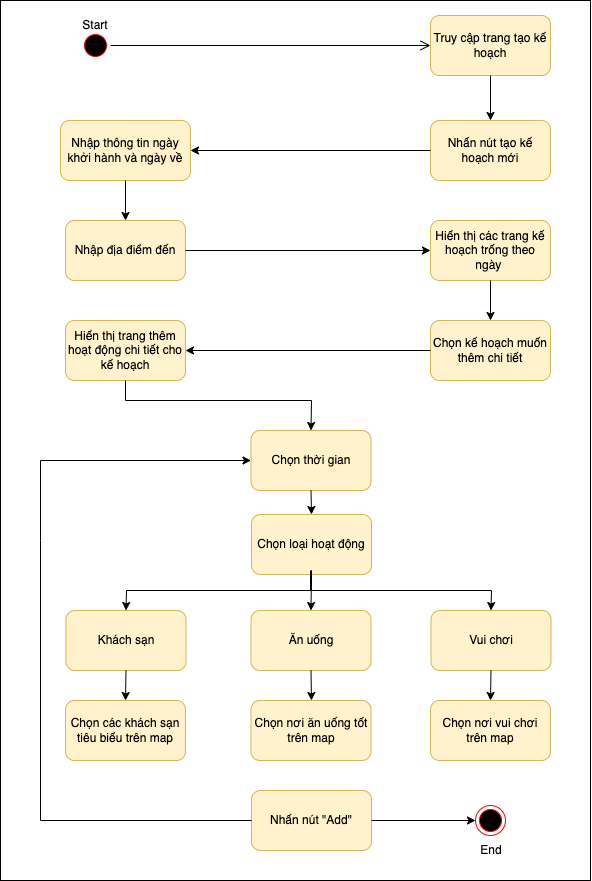 Start
Truy cập trang tạo kế
hoạch
Nhập thông tin ngày
khởi hành và ngày về
Nhấn nút tạo kế
hoạch mới
Nhập địa điểm đến
Hiển thị các trang kế
hoạch trống theo
ngày
Hiển thị trang thêm
hoạt động chi tiết cho
kế hoạch
Chọn kế hoạch muốn
thêm chi tiết
Chọn thời gian
Chọn loại hoạt động
Khách sạn
Ăn uống
Vui chơi
Chọn các khách sạn
tiêu biểu trên map
Chọn nơi ăn uống tốt
trên map
Chọn nơi vui chơi
trên map
Nhấn nút "Add"
End